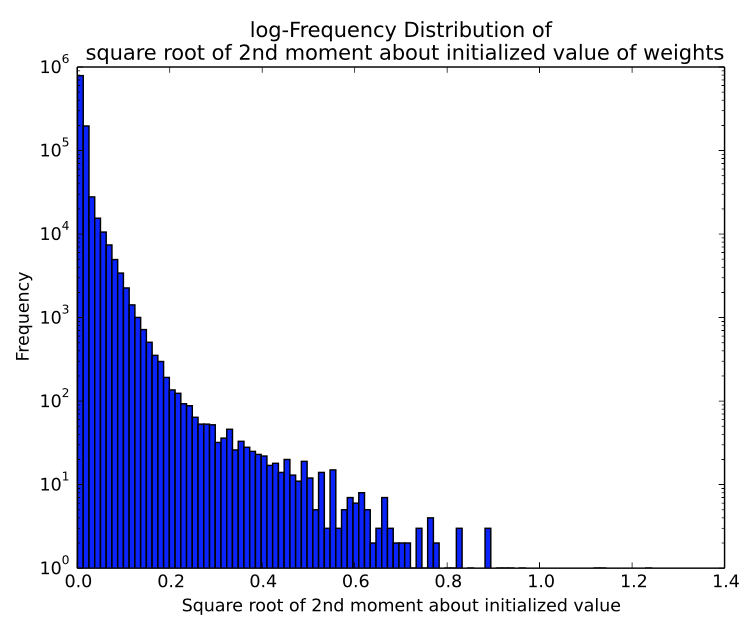 log-Frequency Distribution of
square root of 2nd moment about initialized value of weights
10^6
10^5
10^4
10^3
10^2
10^1
10^0
Frequency
0.0 0.2 0.4 0.6 0.8 1.0 1.2 1.4
Square root of 2nd moment about initialized value